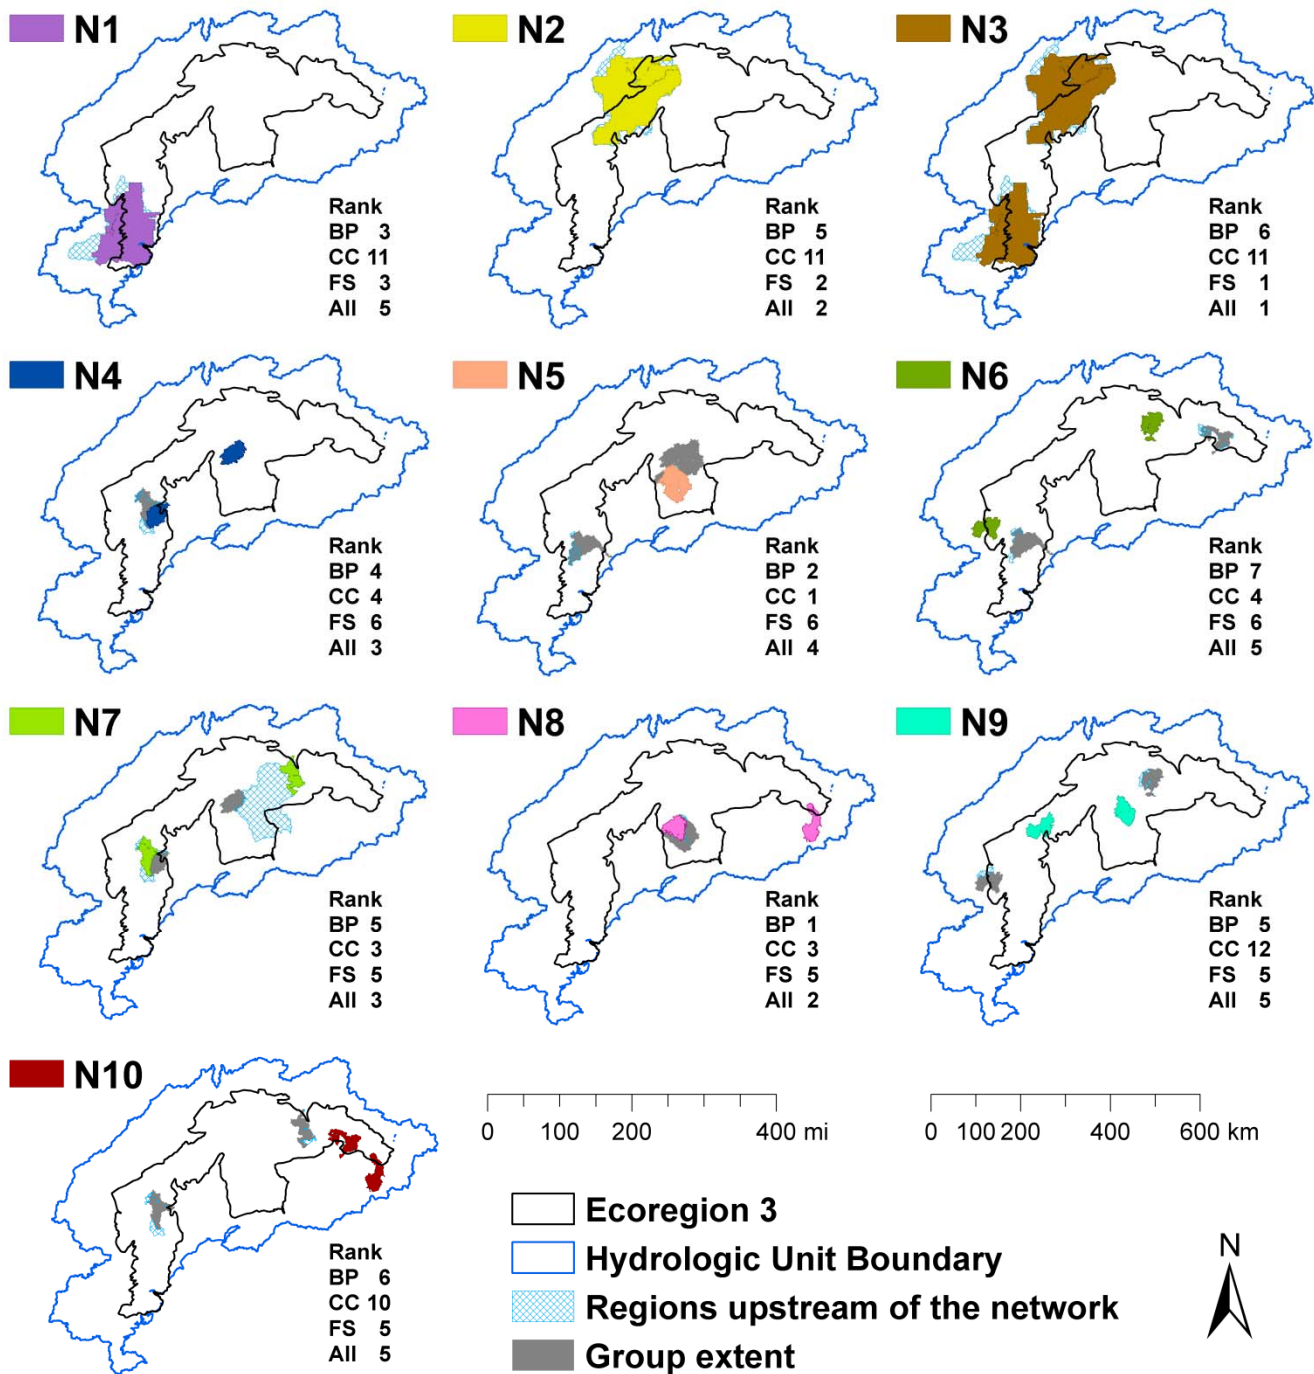 N1
Rank
BP 3
CC 11
FS 3
All 5
N2
Rank
BP 5
CC 11
FS 2
All 2
N3
Rank
BP 6
CC 11
FS 1
All 1
N4
Rank
BP 4
CC 4
FS 6
All 3
N5
Rank
BP 2
CC 1
FS 6
All 4
N6
Rank
BP 7
CC 4
FS 6
All 5
N7
Rank
BP 5
CC 3
FS 5
All 3
N8
Rank
BP 1
CC 3
FS 5
All 2
N9
Rank
BP 5
CC 12
FS 5
All 5
N10
Rank
BP 6
CC 10
FS 5
All 5
0 100 200 400 mi
0 100 200 400 600 km
Ecoregion 3
Hydrologic Unit Boundary
Regions upstream of the network
Group extent
N